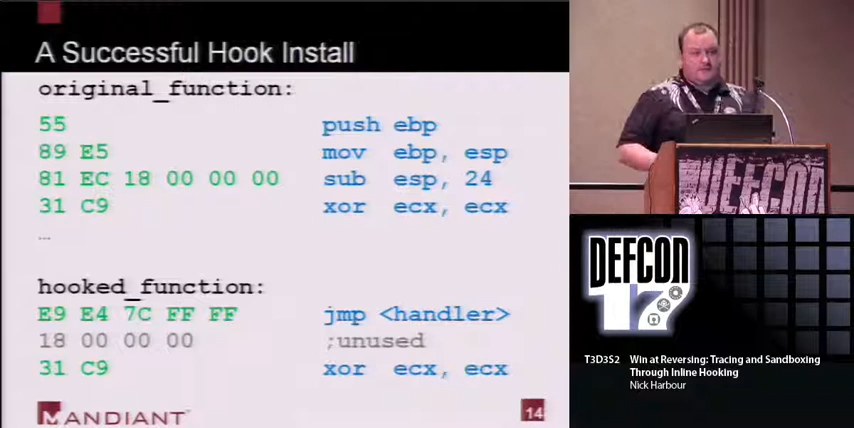 A Successful Hook Install
original_function:
55 push ebp
89 E5 mov ebp, esp
81 EC 18 00 00 00 sub esp, 24
31 C9 xor ecx, ecx
…
hooked_function:
E9 E4 7C FF FF jmp <handler>
18 00 00 00 ;unused
31 C9 xor ecx, ecx
MANDIANT
14
DEFCON
DEFCON
17
T3D3S2 Win at Reversing: Tracing and Sandboxing
Through Inline Hooking
Nick Harbour